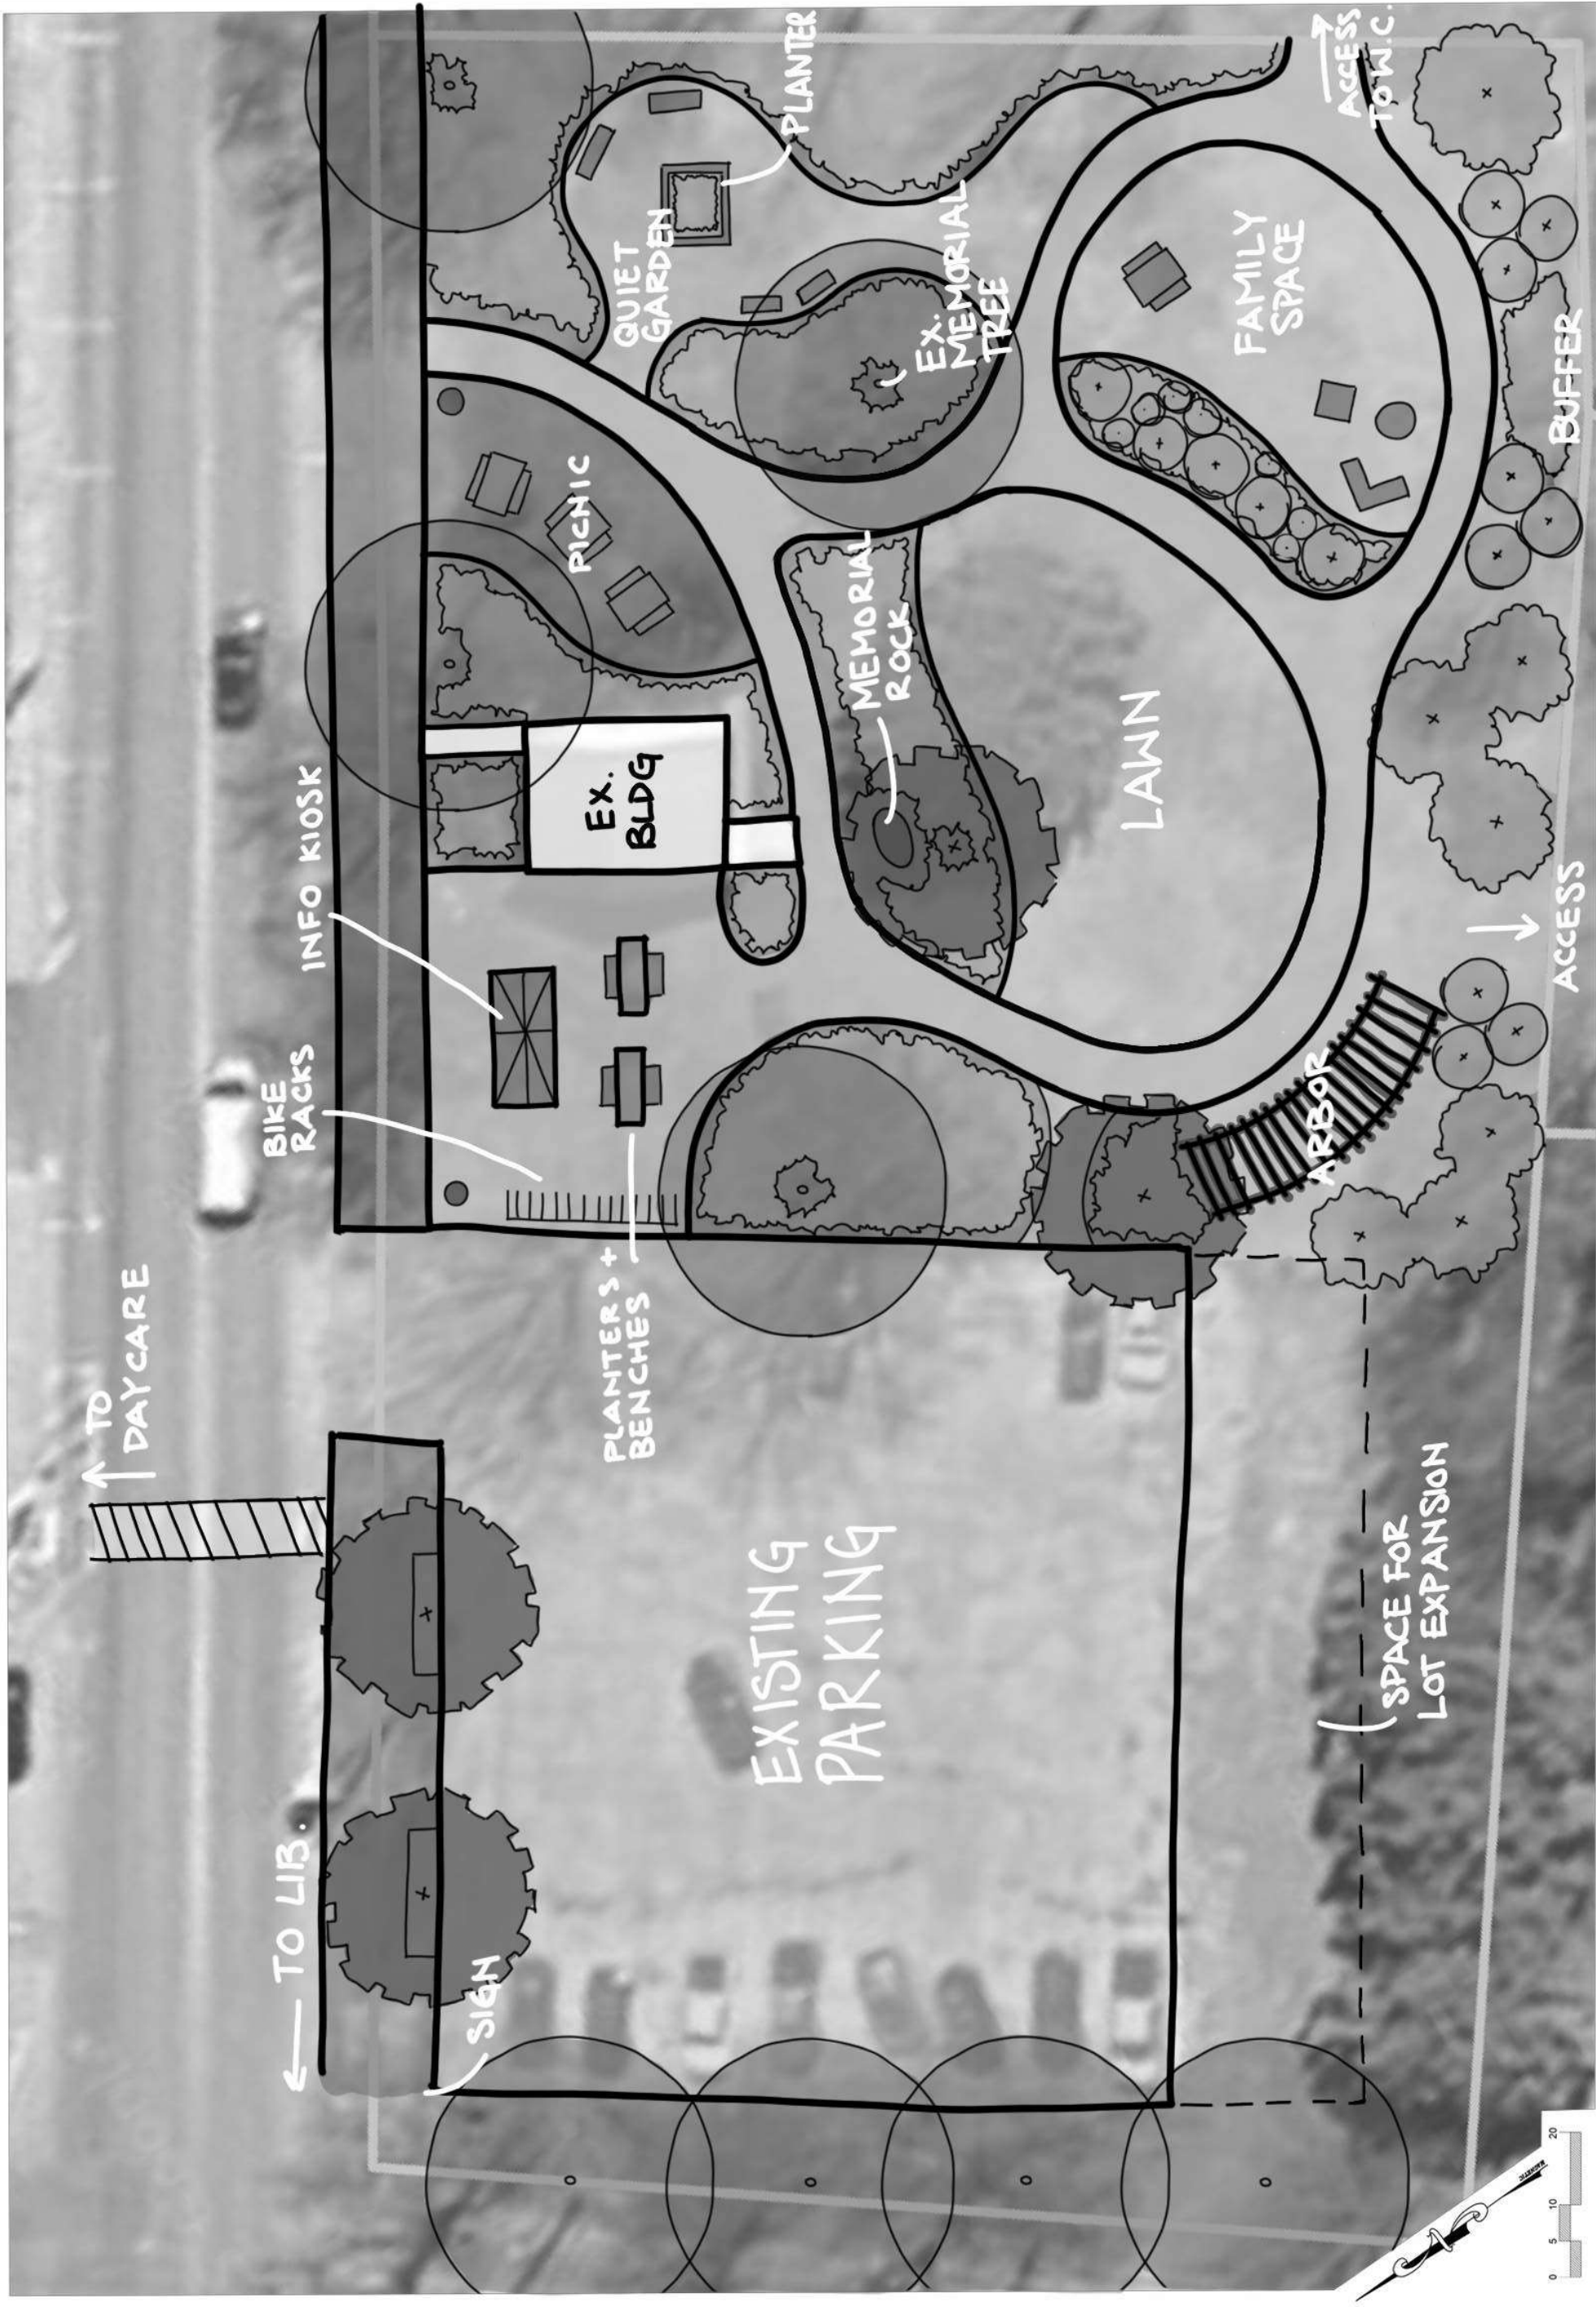 TO
DAYCARE
TO LIB.
BIKE
RACKS
INFO KIOSK
SIGN
PLANTERS +
BENCHES
EX.
BLDG
PICNIC
QUIET
GARDEN
PLANTER
EXISTING
PARKING
MEMORIAL
ROCK
EX.
MEMORIAL
TREE
LAWN
FAMILY
SPACE
ARBOR
ACCESS
TO W.C.
SPACE FOR
LOT EXPANSION
ACCESS
BUFFER
N
MAGNETIC
0 5 10 20